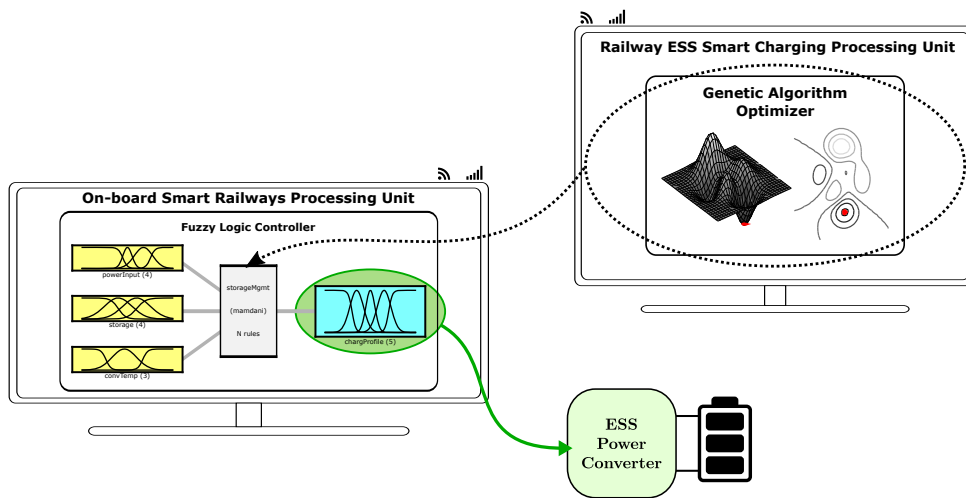 Railway ESS Smart Charging Processing Unit
Genetic Algorithm
Optimizer
On-board Smart Railways Processing Unit
Fuzzy Logic Controller
powerInput (4)
storage (4)
convTemp (3)
storageMgmt
(mamdani)
N rules
chargProfile (5)
ESS
Power
Converter